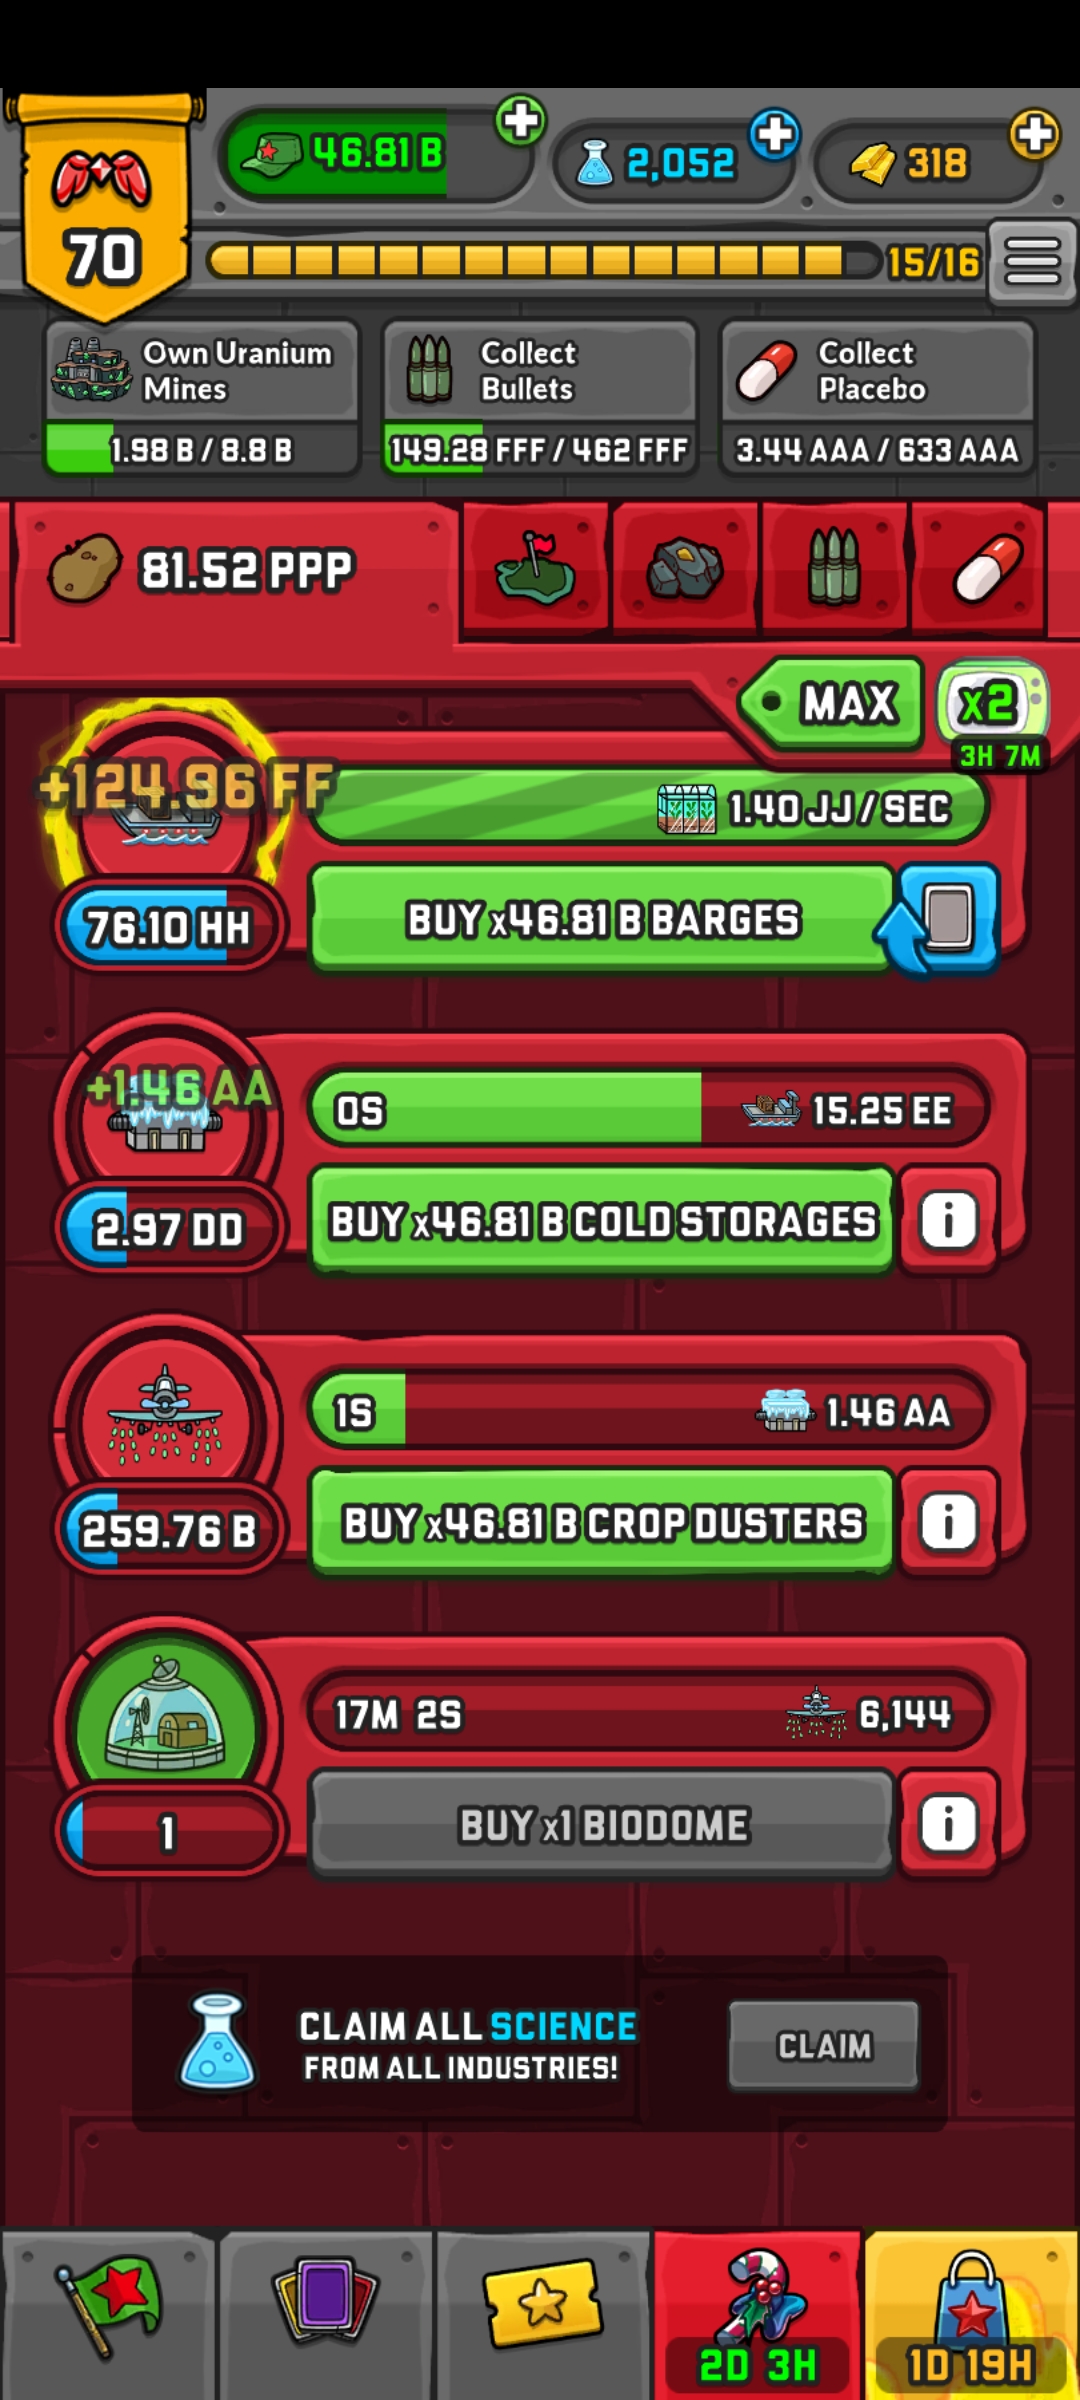 46.81 B
2,052
318
70
15/16
Own Uranium
Mines
1.98 B / 8.8 B
Collect
Bullets
149.28 FFF / 462 FFF
Collect
Placebo
3.44 AAA / 633 AAA
81.52 PPP
MAX
x2
3H 7M
+124.96 FF
1.40 JJ / SEC
76.10 HH
BUY x46.81 B BARGES
+1.46 AA
0S
15.25 EE
2.97 DD
BUY x46.81 B COLD STORAGES
i
1S
1.46 AA
259.76 B
BUY x46.81 B CROP DUSTERS
i
17M 2S
6,144
1
BUY x1 BIODOME
i
CLAIM ALL SCIENCE
FROM ALL INDUSTRIES!
CLAIM
2D 3H
1D 19H